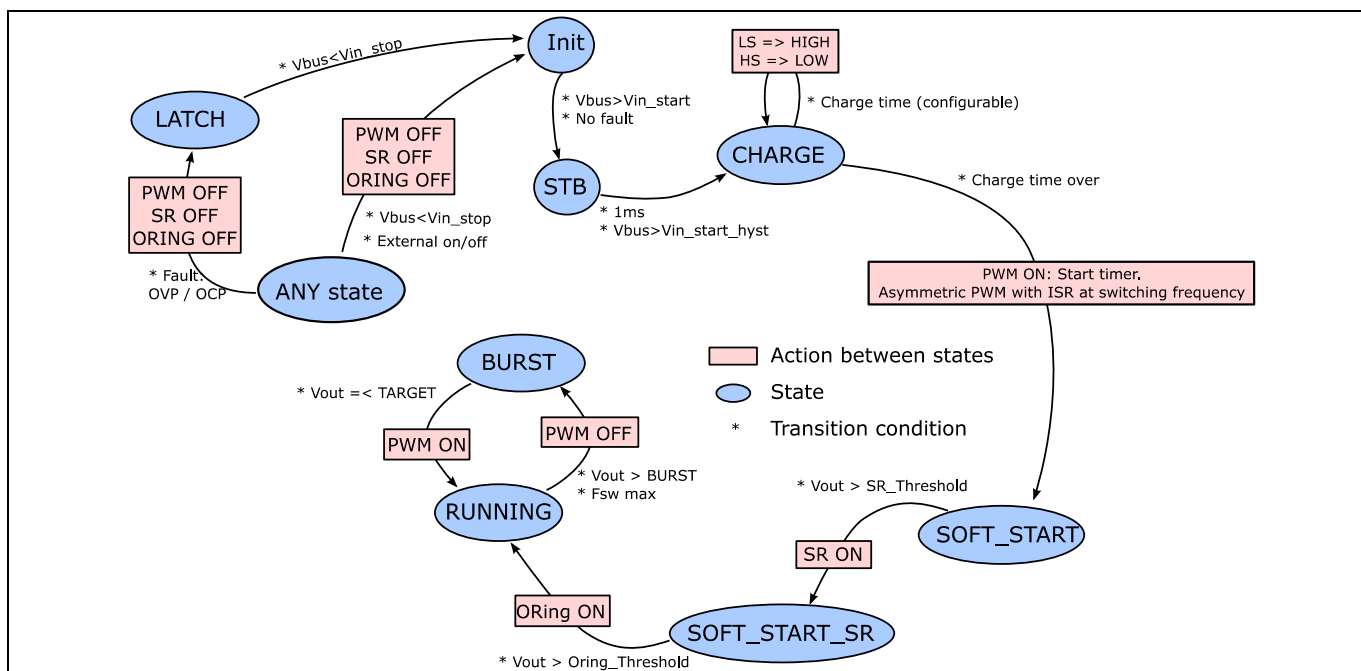 Init
* Vbus<Vin_stop
LS => HIGH
HS => LOW
* Charge time (configurable)
* Vbus>Vin_start
* No fault
LATCH
PWM OFF
SR OFF
ORING OFF
CHARGE
STB
* Charge time over
PWM OFF
SR OFF
ORING OFF
* 1ms
* Vbus>Vin_start_hyst
* Vbus<Vin_stop
* External on/off
* Fault:
OVP / OCP
ANY state
PWM ON: Start timer.
Asymmetric PWM with ISR at switching frequency
BURST
Action between states
* Vout =< TARGET
State
PWM ON
PWM OFF
* Transition condition
* Vout > BURST
* Fsw max
* Vout > SR_Threshold
RUNNING
SOFT_START
SR ON
ORing ON
SOFT_START_SR
* Vout > Oring_Threshold